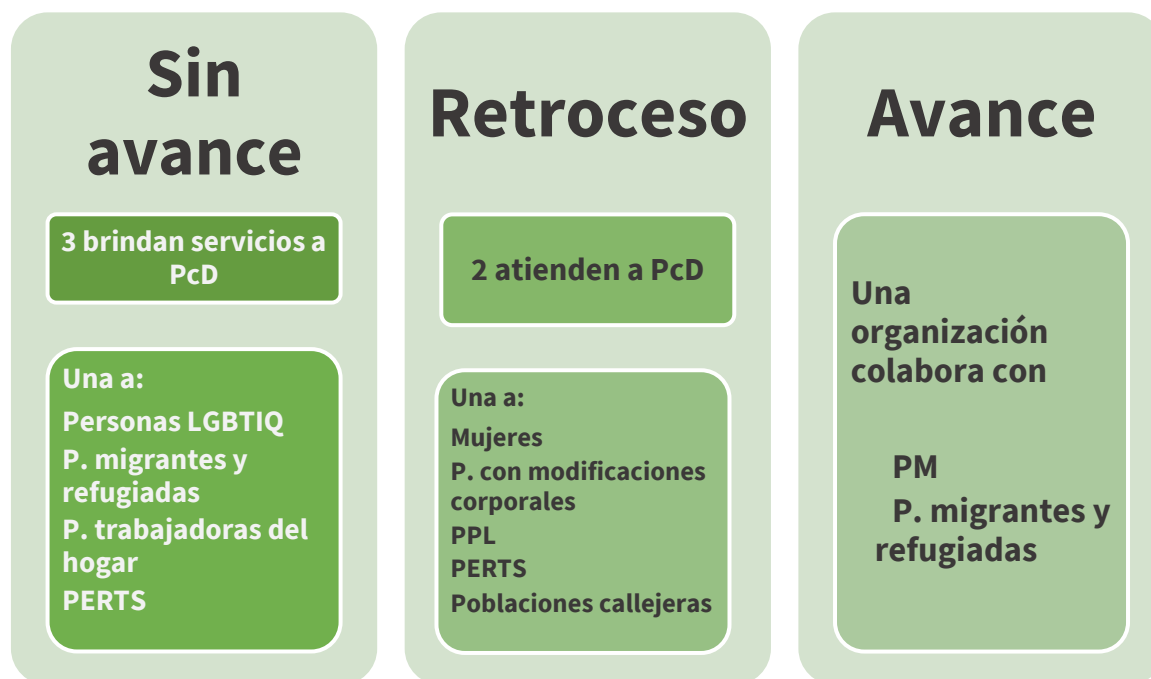 Sin
avance
3 brindan servicios a
PcD
Una a:
Personas LGBTIQ
P. migrantes y
refugiadas
P. trabajadoras del
hogar
PERTS
Retroceso
2 atienden a PcD
Una a:
Mujeres
P. con modificaciones
corporales
PPL
PERTS
Poblaciones callejeras
Avance
Una
organización
colabora con
PM
P. migrantes y
refugiadas